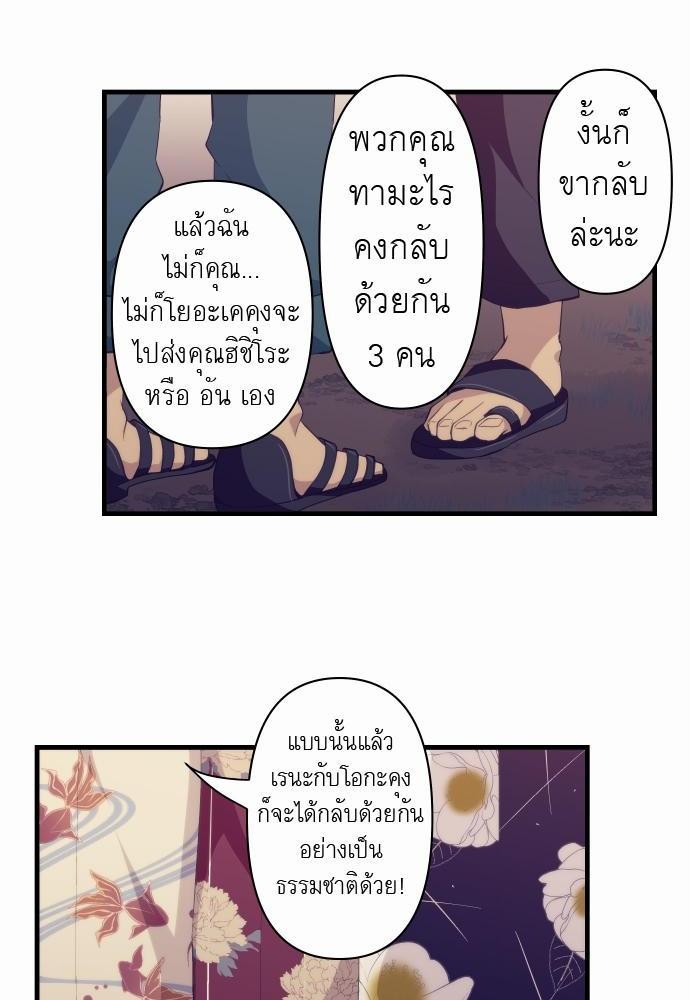 งั้นก็
ขากลับ
ล่ะนะ
พวกคุณ
ทามะไร
คงกลับ
ด้วยกัน
3 คน
แล้วฉัน
ไม่ก็คุณ...
ไม่ก็โยอะเคคุงจะ
ไปส่งคุณฮิชิโระ
หรือ อัน เอง
แบบนั้นแล้ว
เรนะกับโอกะคุง
ก็จะได้กลับด้วยกัน
อย่างเป็น
ธรรมชาติด้วย!